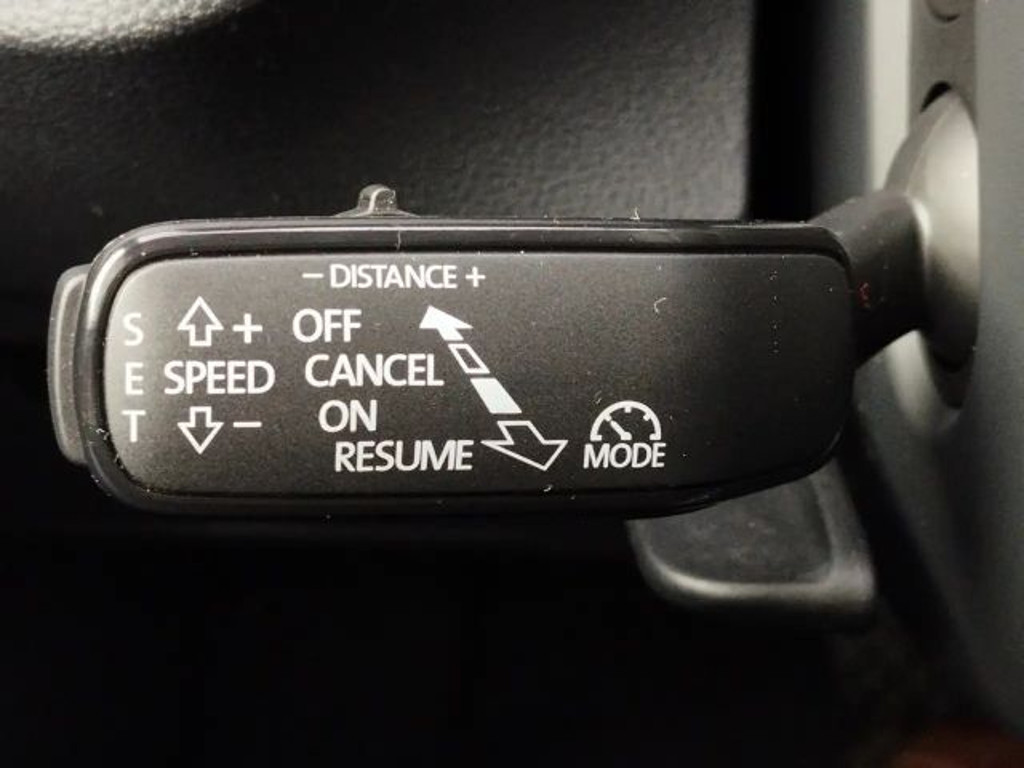 – DISTANCE +
S + OFF
E SPEED CANCEL
T – ON
RESUME MODE